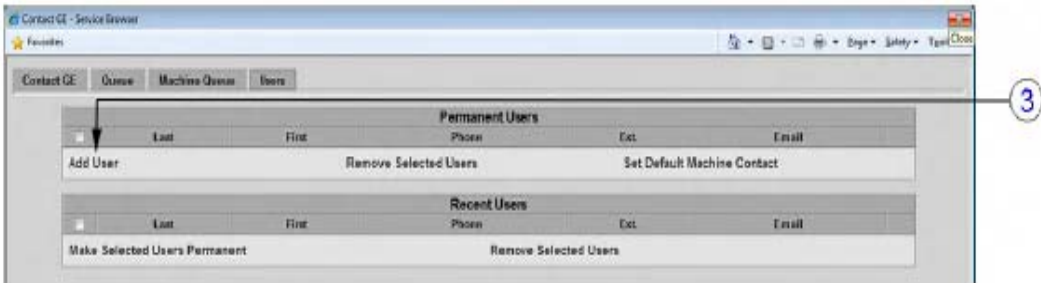 Contact GE - Service Browser
Favorites Page Safety Tool Close
Contact GE Queue Machine Queue Users
3
Permanent Users
Last First Phone Ext. Email
Add User Remove Selected Users Set Default Machine Contact
Recent Users
Last First Phone Ext. Email
Make Selected Users Permanent Remove Selected Users